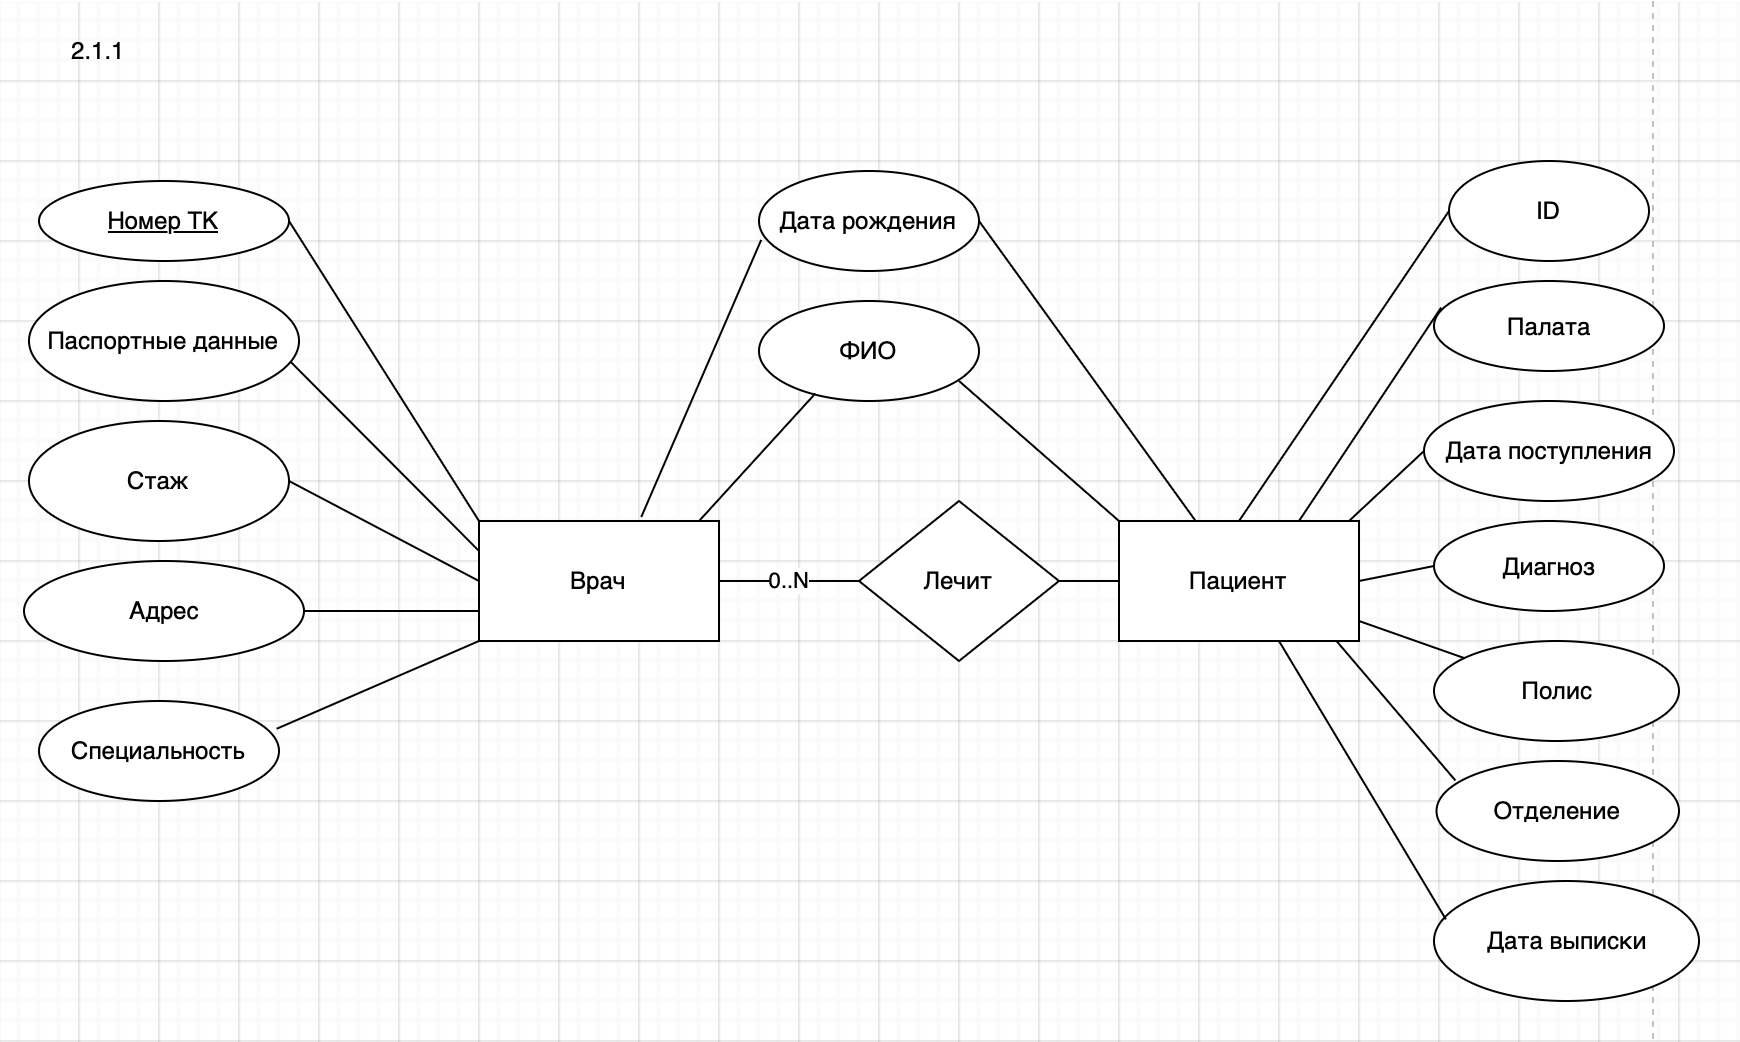 2.1.1
Номер ТК
Паспортные данные
Стаж
Адрес
Специальность
Дата рождения
ФИО
Врач
0..N
Лечит
Пациент
ID
Палата
Дата поступления
Диагноз
Полис
Отделение
Дата выписки